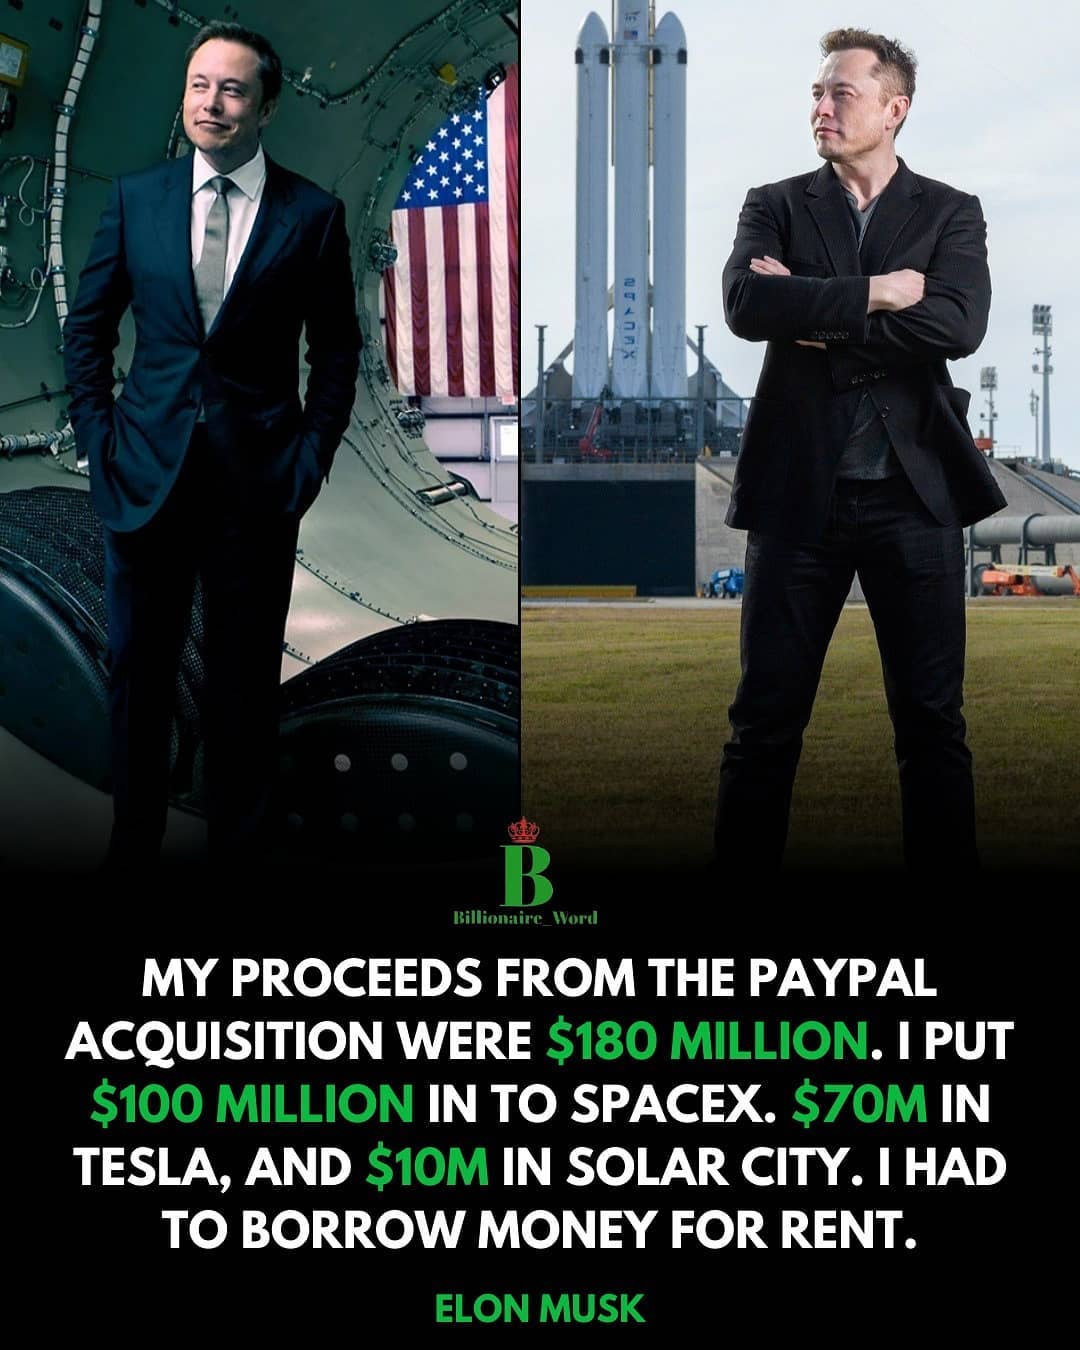 SPACEX
B
Billionaire_Word
MY PROCEEDS FROM THE PAYPAL
ACQUISITION WERE $180 MILLION. I PUT
$100 MILLION IN TO SPACEX. $70M IN
TESLA, AND $10M IN SOLAR CITY. I HAD
TO BORROW MONEY FOR RENT.
ELON MUSK